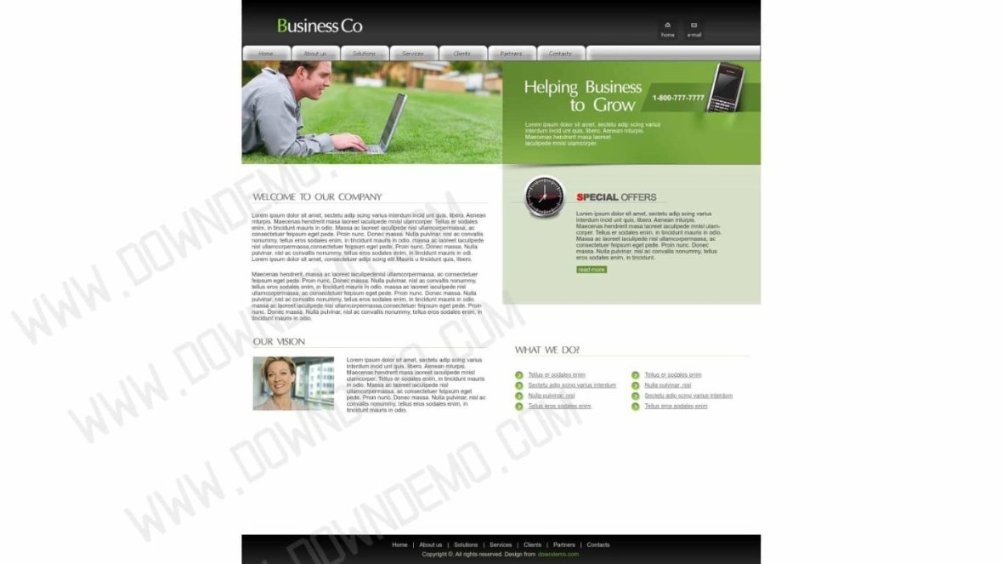 Business Co
home
e-mail
Home
About us
Solutions
Services
Clients
Partners
Contacts
Helping Business
to Grow
1-800-777-7777
Lorem ipsum dolor sit amet, sectetu adip scing varius
interdum incid unt quis, libero. Aenean mturpis.
Maecenas hendrerit masa laoreet
iaculipede mnisl ullamcorper.
WELCOME TO OUR COMPANY
Lorem ipsum dolor sit amet, sectetu adip scing varius interdum incid unt quis, libero. Aenean
mturpis. Maecenas hendrerit masa laoreet iaculipede mnisl ullamcorper. Tellus er sodales
enim, in tincidunt mauris in odio. Massa ac laoreet iaculipede nisl ullamcorpermassa, ac
consectetuer feipsum eget pede. Proin nunc. Donec massa. Nulla pulvinar, nisl ac convallis
nonummy, tellus eros sodales enim, in tincidunt mauris in odio. massa ac laoreet iaculipede
nisl ullamcorpermassa, ac consectetuer feipsum eget pede. Proin nunc. Donec massa. Nulla
pulvinar, nisl ac convallis nonummy, tellus eros sodales enim, in tincidunt mauris in odi.
Lorem ipsum dolor sit amet, consectetuer adip scing elit.Mauris urna urna, varius et, interdum quis, libero.
Maecenas hendrerit, massa ac laoreet iaculipedenisl ullamcorpermassa, ac consectetuer
feipsum eget pede. Proin nunc. Donec massa. Nulla pulvinar, nisl ac convallis nonummy
tellus eros sodales enim, in tincidunt mauris in odio. massa ac laoreet iaculipede nisl
ullamcorpermassa, ac consectetuer feipsum eget pede. Proin nunc. Donec massa. Nulla
pulvinar, nisl ac convallis nonummy, tellus eros sodales enim, in tincidunt mauris in odio.
massa ac laoreet iaculipede nisl ullamcorpermassa,consectetuer feipsum eget pede. Proin
nunc. Donec massa. Nulla pulvinar, nisl ac convallis nonummy, tellus eros sodales enim, in
tincidunt mauris in odio.
SPECIAL OFFERS
Lorem ipsum dolor sit amet, sectetu adip scing varius
interdum incid unt quis, libero. Aenean mturpis.
Maecenas hendrerit masa laoreet iaculipede mnisl ullam-
corper. Tellus er sodales enim, in tincidunt mauris in
odio. Massa ac laoreet iaculipede nisl
ullamcorpermassa, ac consectetuer feipsum eget pede.
Proin nunc. Donec massa. Nulla pulvinar, nisl ac
convallis nonummy, tellus eros sodales enim, in
eros sodales enim, in tincidunt.
read more
OUR VISION
Lorem ipsum dolor sit amet, sectetu adip scing varius
interdum incid unt quis, libero. Aenean mturpis.
Maecenas hendrerit masa laoreet iaculipede mnisl
ullamcorper. Tellus er sodales enim, in tincidunt mauris
in odio. Massa ac laoreet iaculipede nisl
ullamcorpermassa, ac consectetuer feipsum eget
pede. Proin nunc. Donec massa. Nulla pulvinar, nisl ac
convallis nonummy, tellus eros sodales enim, in
tincidunt mauris in odio.
WHAT WE DO?
Tellus er sodales enim
Sectetu adip scing varius interdum
Nulla pulvinar, nisl
Tellus eros sodales enim
Tellus er sodales enim
Nulla pulvinar, nisl
Sectetu adip scing varius interdum
Tellus eros sodales enim
Home | About us | Solutions | Services | Clients | Partners | Contacts
Copyright ©. All rights reserved. Design from downdemo.com
WWW.DOWNDEMO.COM
WWW.DOWNDEMO.COM
WWW.DOWNDEMO.COM
DOWNDEMO.COM